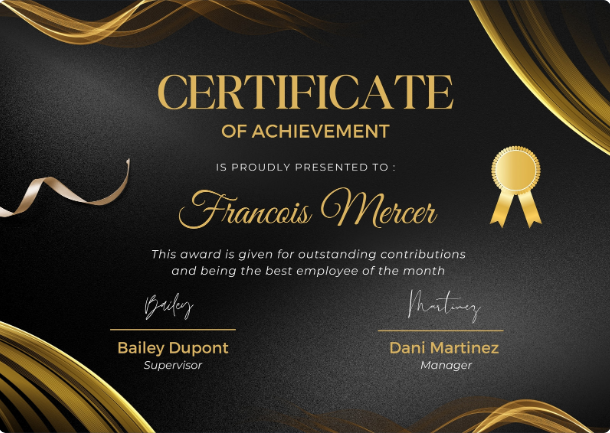 CERTIFICATE
OF ACHIEVEMENT
IS PROUDLY PRESENTED TO :
Francois Mercer
This award is given for outstanding contributions
and being the best employee of the month
Bailey
Martinez
Bailey Dupont
Dani Martinez
Supervisor
Manager